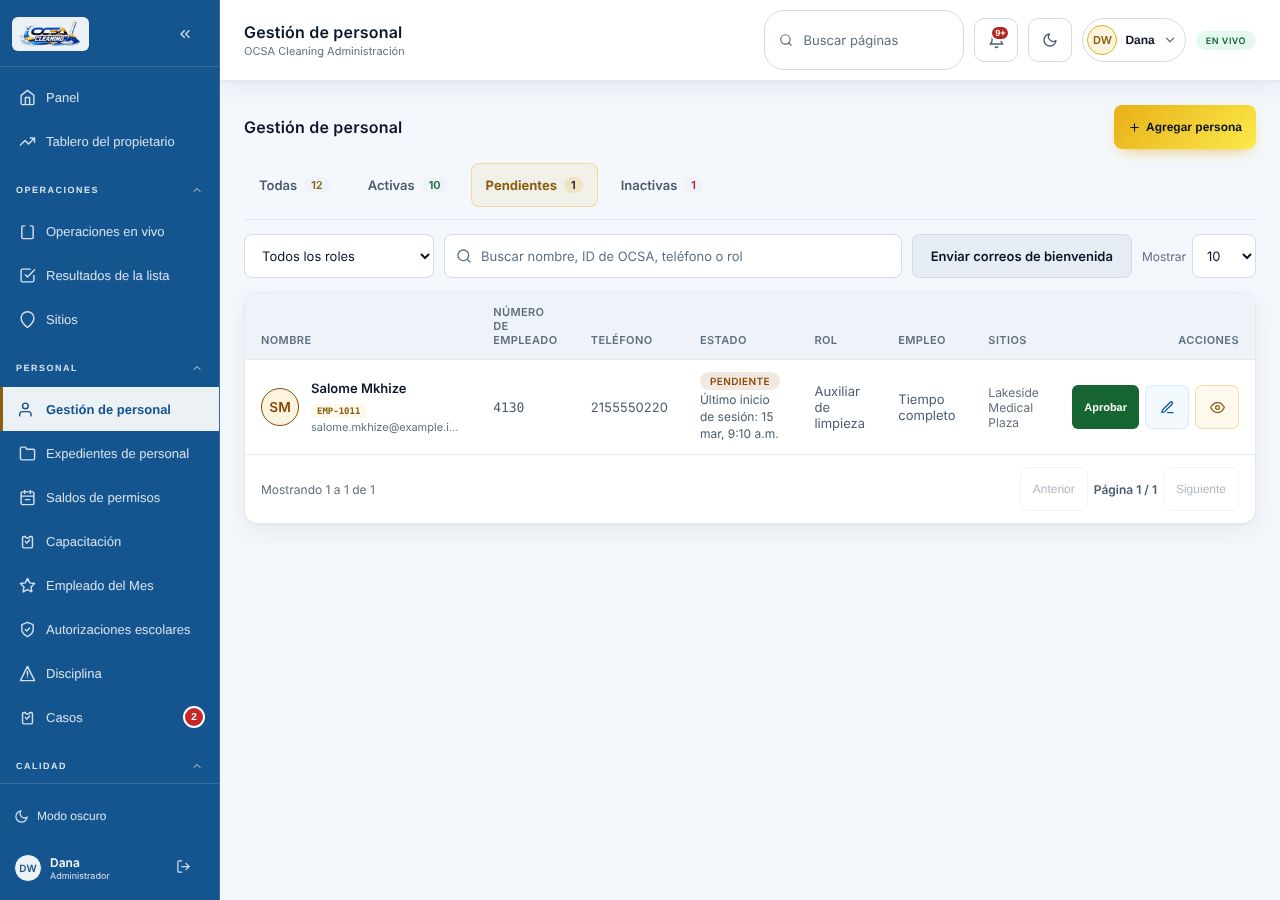 OCSA
CLEANING
Panel
Tablero del propietario
OPERACIONES
Operaciones en vivo
Resultados de la lista
Sitios
PERSONAL
Gestión de personal
Expedientes de personal
Saldos de permisos
Capacitación
Empleado del Mes
Autorizaciones escolares
Disciplina
Casos 2
CALIDAD
Modo oscuro
DW Dana
Administrador
Gestión de personal
OCSA Cleaning Administración
Buscar páginas
9+
DW Dana
EN VIVO
Gestión de personal
+ Agregar persona
Todas 12 Activas 10 Pendientes 1 Inactivas 1
Todos los roles
Buscar nombre, ID de OCSA, teléfono o rol
Enviar correos de bienvenida
Mostrar 10
NOMBRE
NÚMERO
DE
EMPLEADO
TELÉFONO
ESTADO
ROL
EMPLEO
SITIOS
ACCIONES
SM
Salome Mkhize
EMP-1011
salome.mkhize@example.i...
4130
2155550220
PENDIENTE
Último inicio
de sesión: 15
mar, 9:10 a.m.
Auxiliar
de
limpieza
Tiempo
completo
Lakeside
Medical
Plaza
Aprobar
Mostrando 1 a 1 de 1
Anterior Página 1 / 1 Siguiente